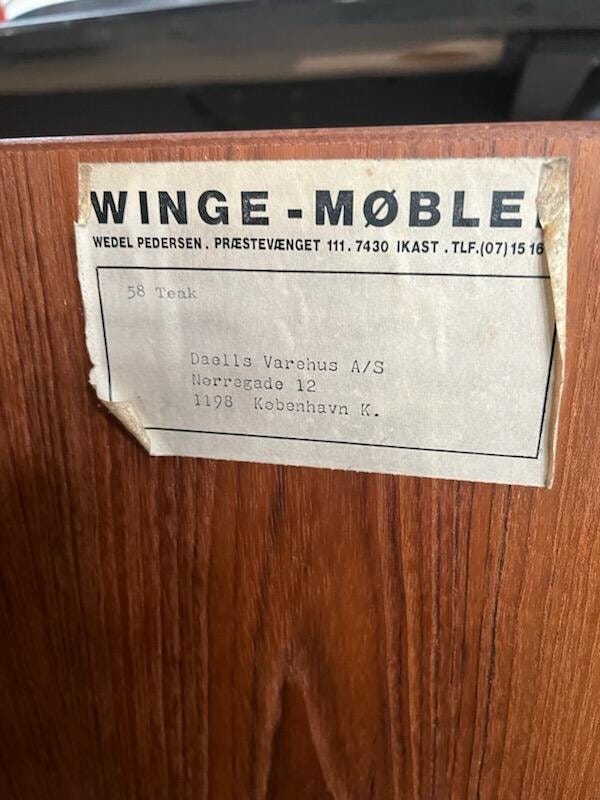 WINGE-MØBLE
WEDEL PEDERSEN. PRÆSTEVÆNGET 111. 7430 IKAST. TLF.(07) 15 16
58 Teak
Daells Varehus A/S
Nørregade 12
1198 København K.